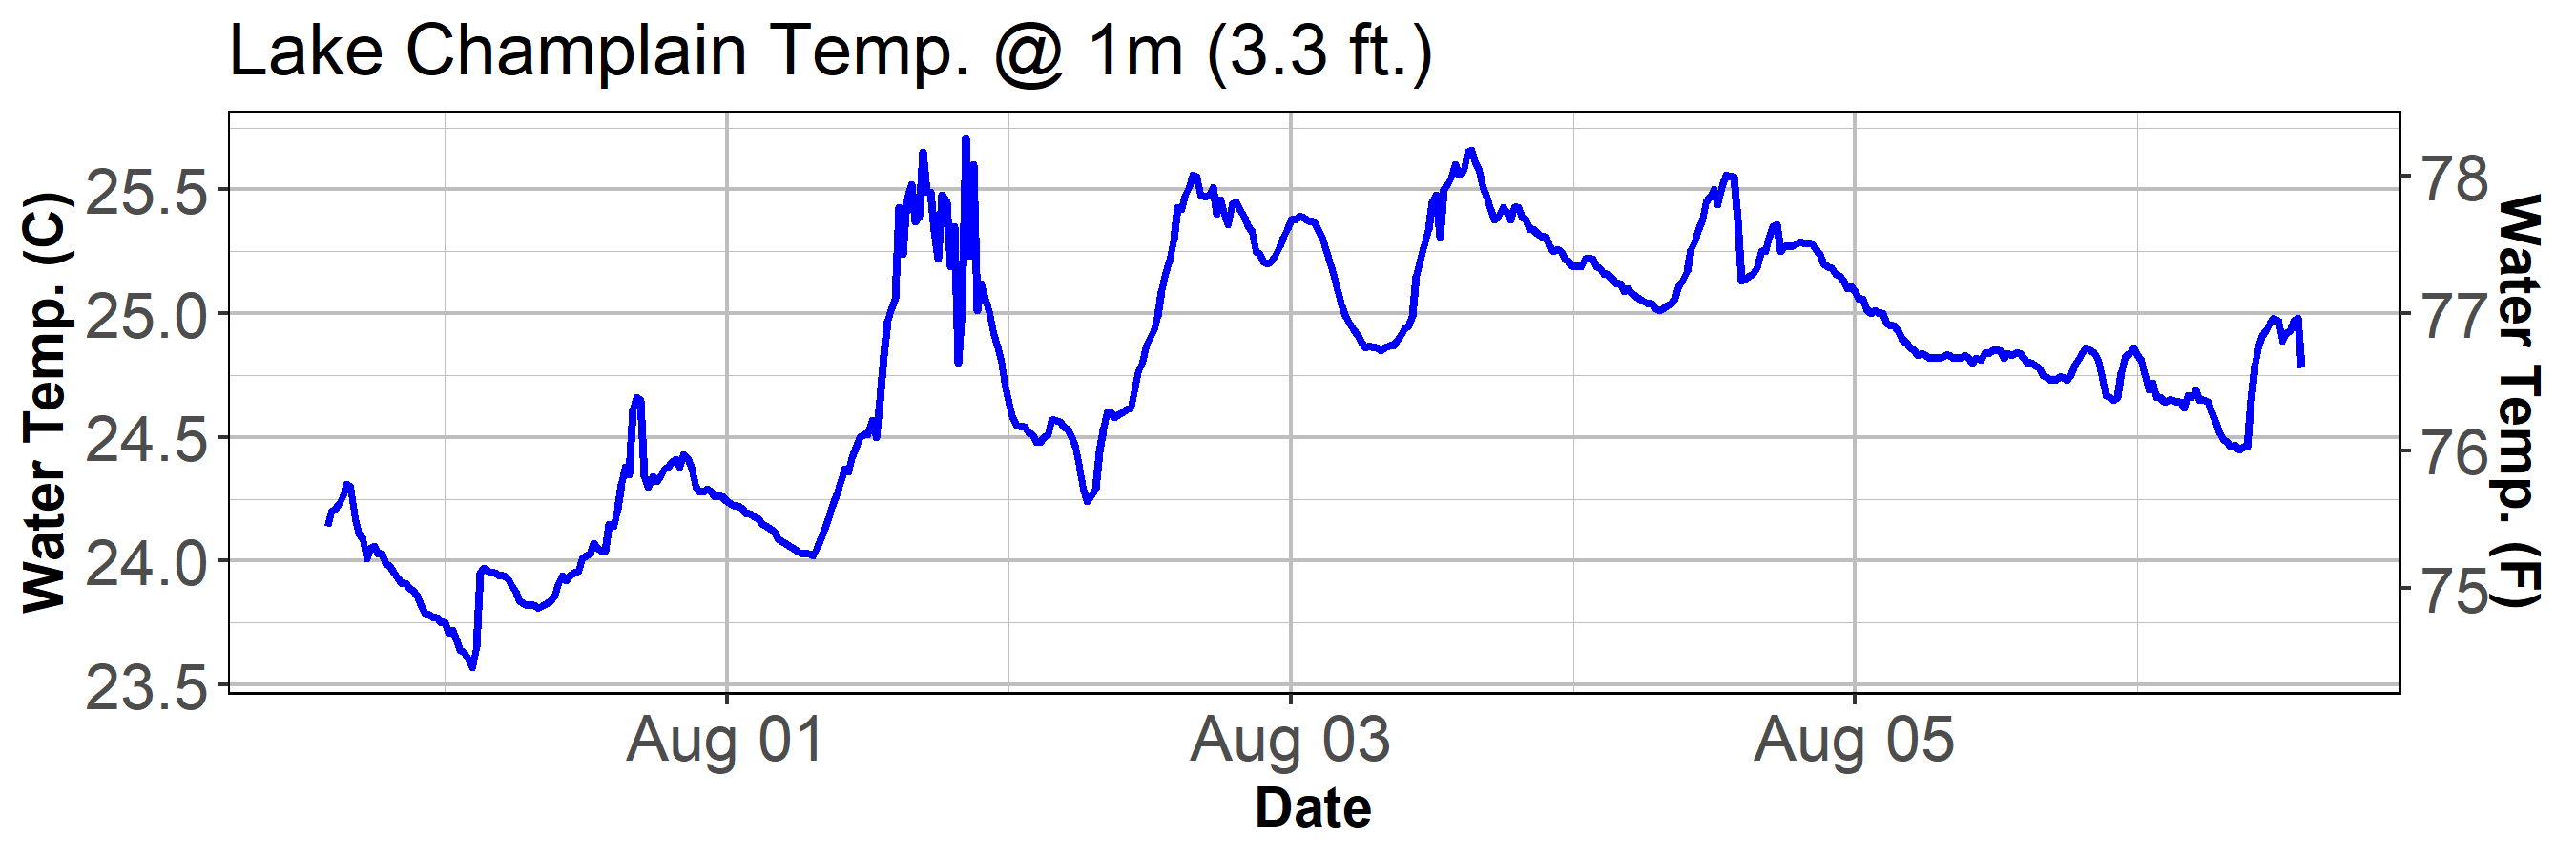 Lake Champlain Temp. @ 1m (3.3 ft.)
Water Temp. (C)
25.5
25.0
24.5
24.0
23.5
78
77
76
75
Water Temp. (F)
Aug 01
Aug 03
Aug 05
Date